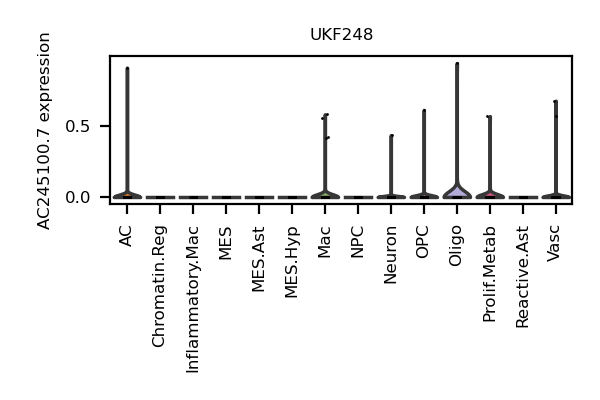 UKF248
AC245100.7 expression
0.5
0.0
AC
Chromatin.Reg
Inflammatory.Mac
MES
MES.Ast
MES.Hyp
Mac
NPC
Neuron
OPC
Oligo
Prolif.Metab
Reactive.Ast
Vasc